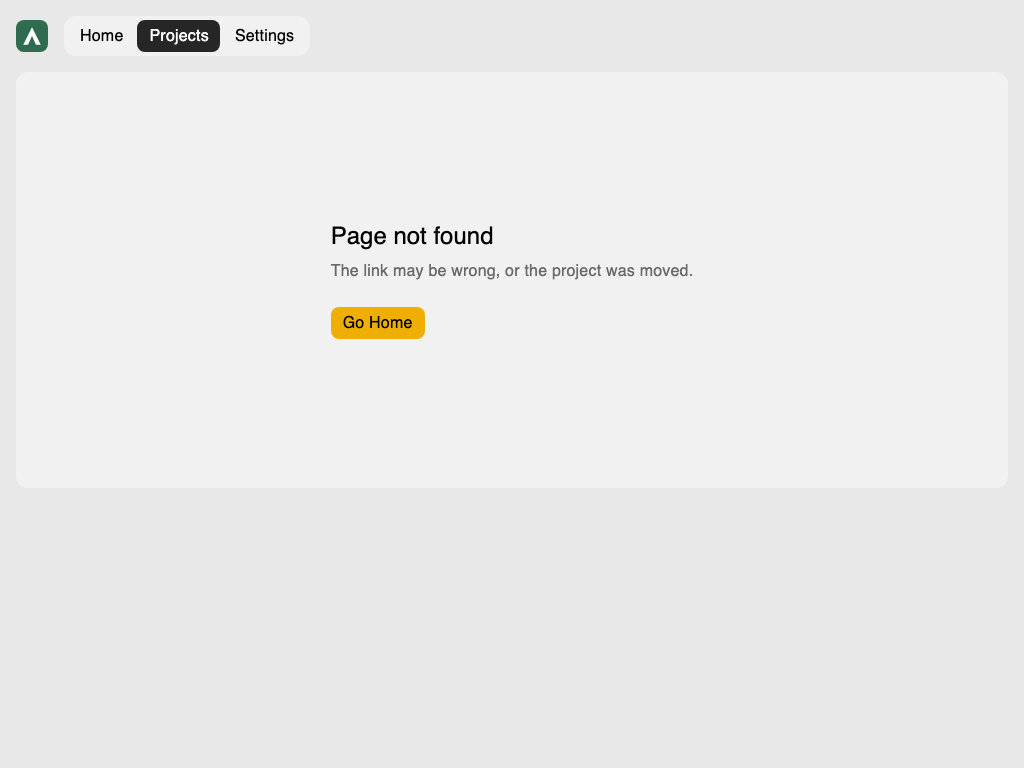 Home Projects Settings
Page not found
The link may be wrong, or the project was moved.
Go Home